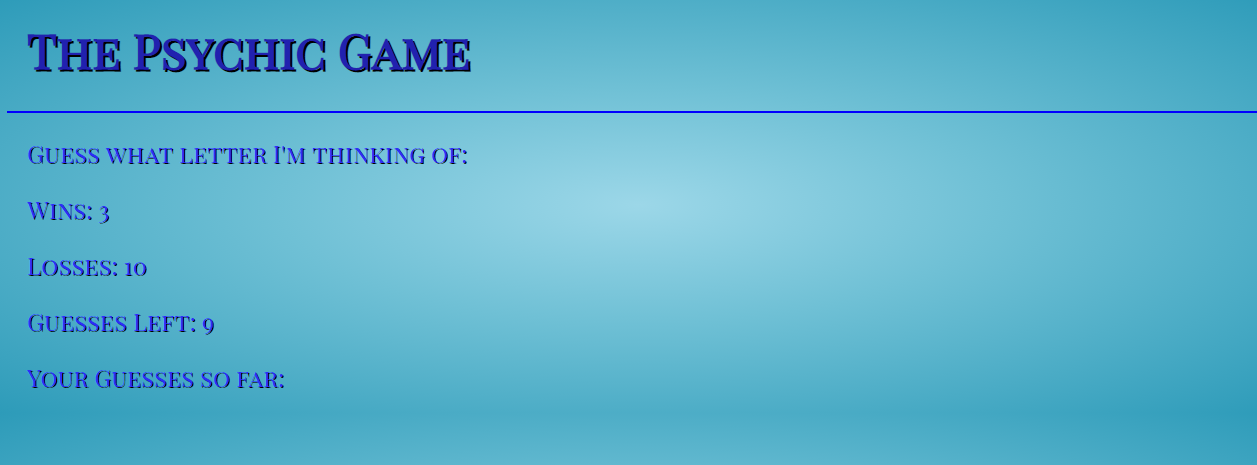 The Psychic Game
Guess what letter I'm thinking of:
Wins: 3
Losses: 10
Guesses Left: 9
Your Guesses so far: